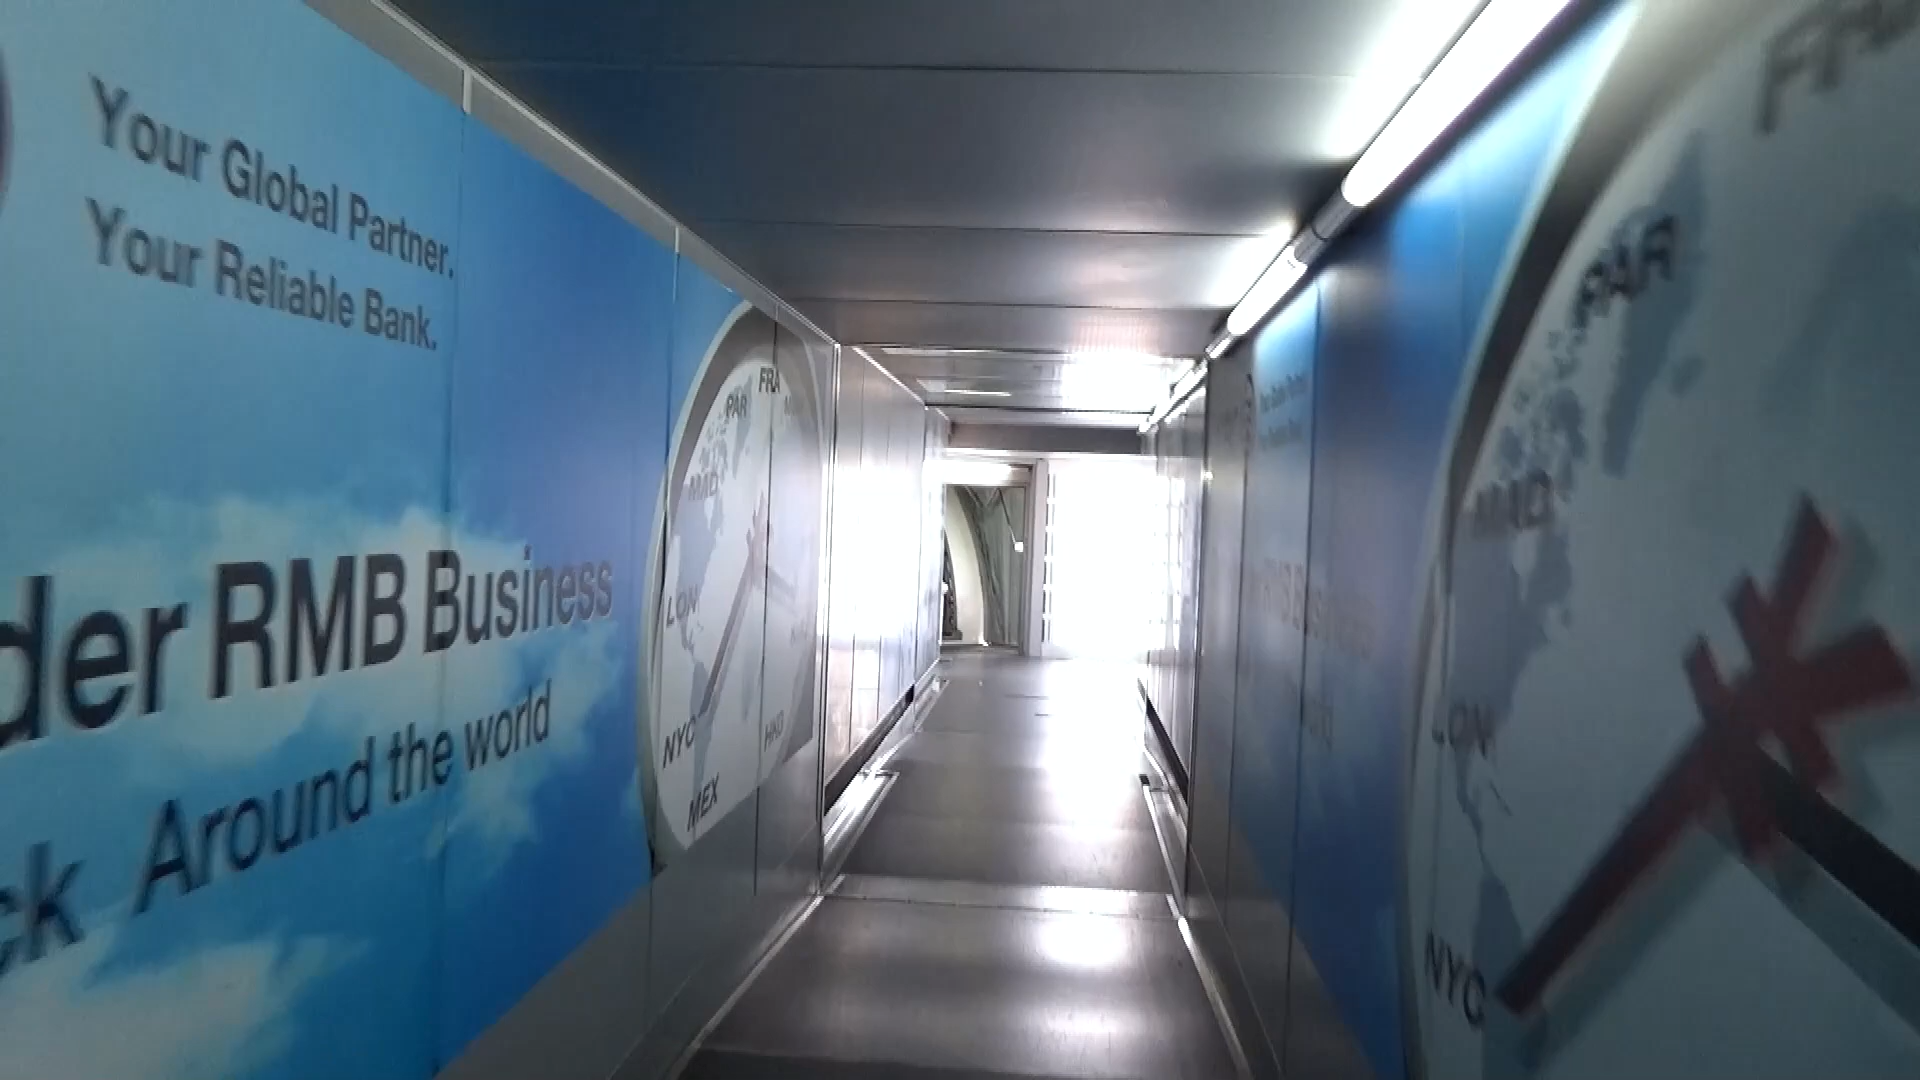 Your Global Partner.
Your Reliable Bank.
der RMB Business
ck Around the world
FRA
PAR
MAD
LON
NYC
MEX
HND
PAR
MAD
LON
NYC